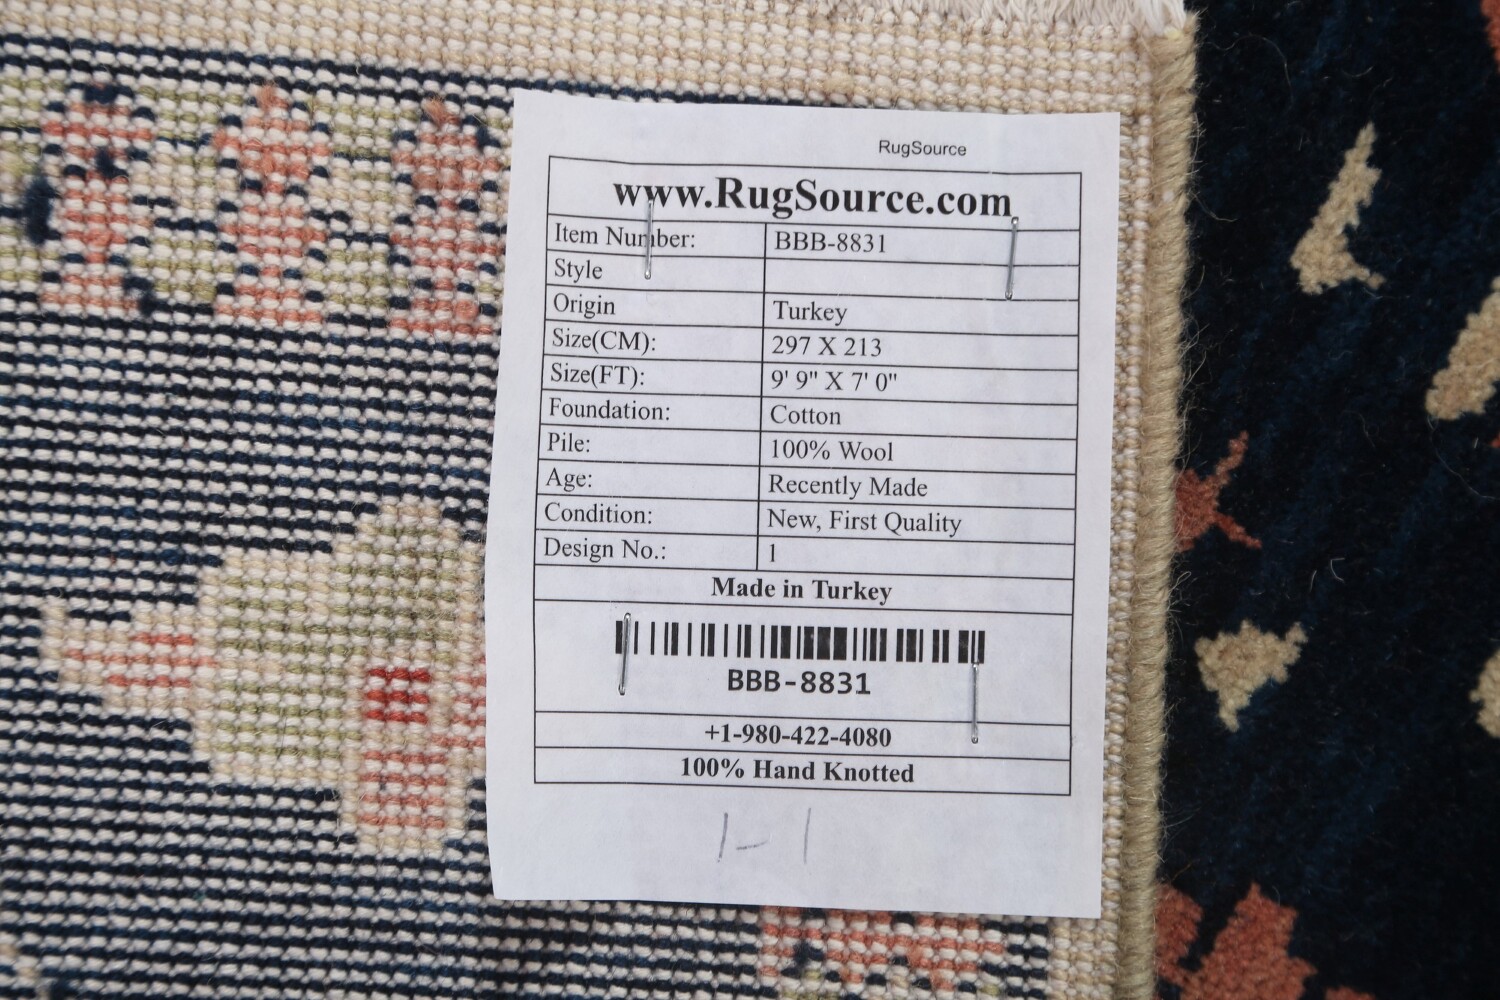 RugSource
www.RugSource.com
Item Number: BBB-8831
Style
Origin Turkey
Size(CM): 297 X 213
Size(FT): 9' 9" X 7' 0"
Foundation: Cotton
Pile: 100% Wool
Age: Recently Made
Condition: New, First Quality
Design No.: 1
Made in Turkey
BBB-8831
+1-980-422-4080
100% Hand Knotted
1-1